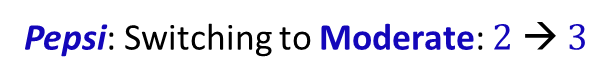 Pepsi: Switching to Moderate: 2 → 3